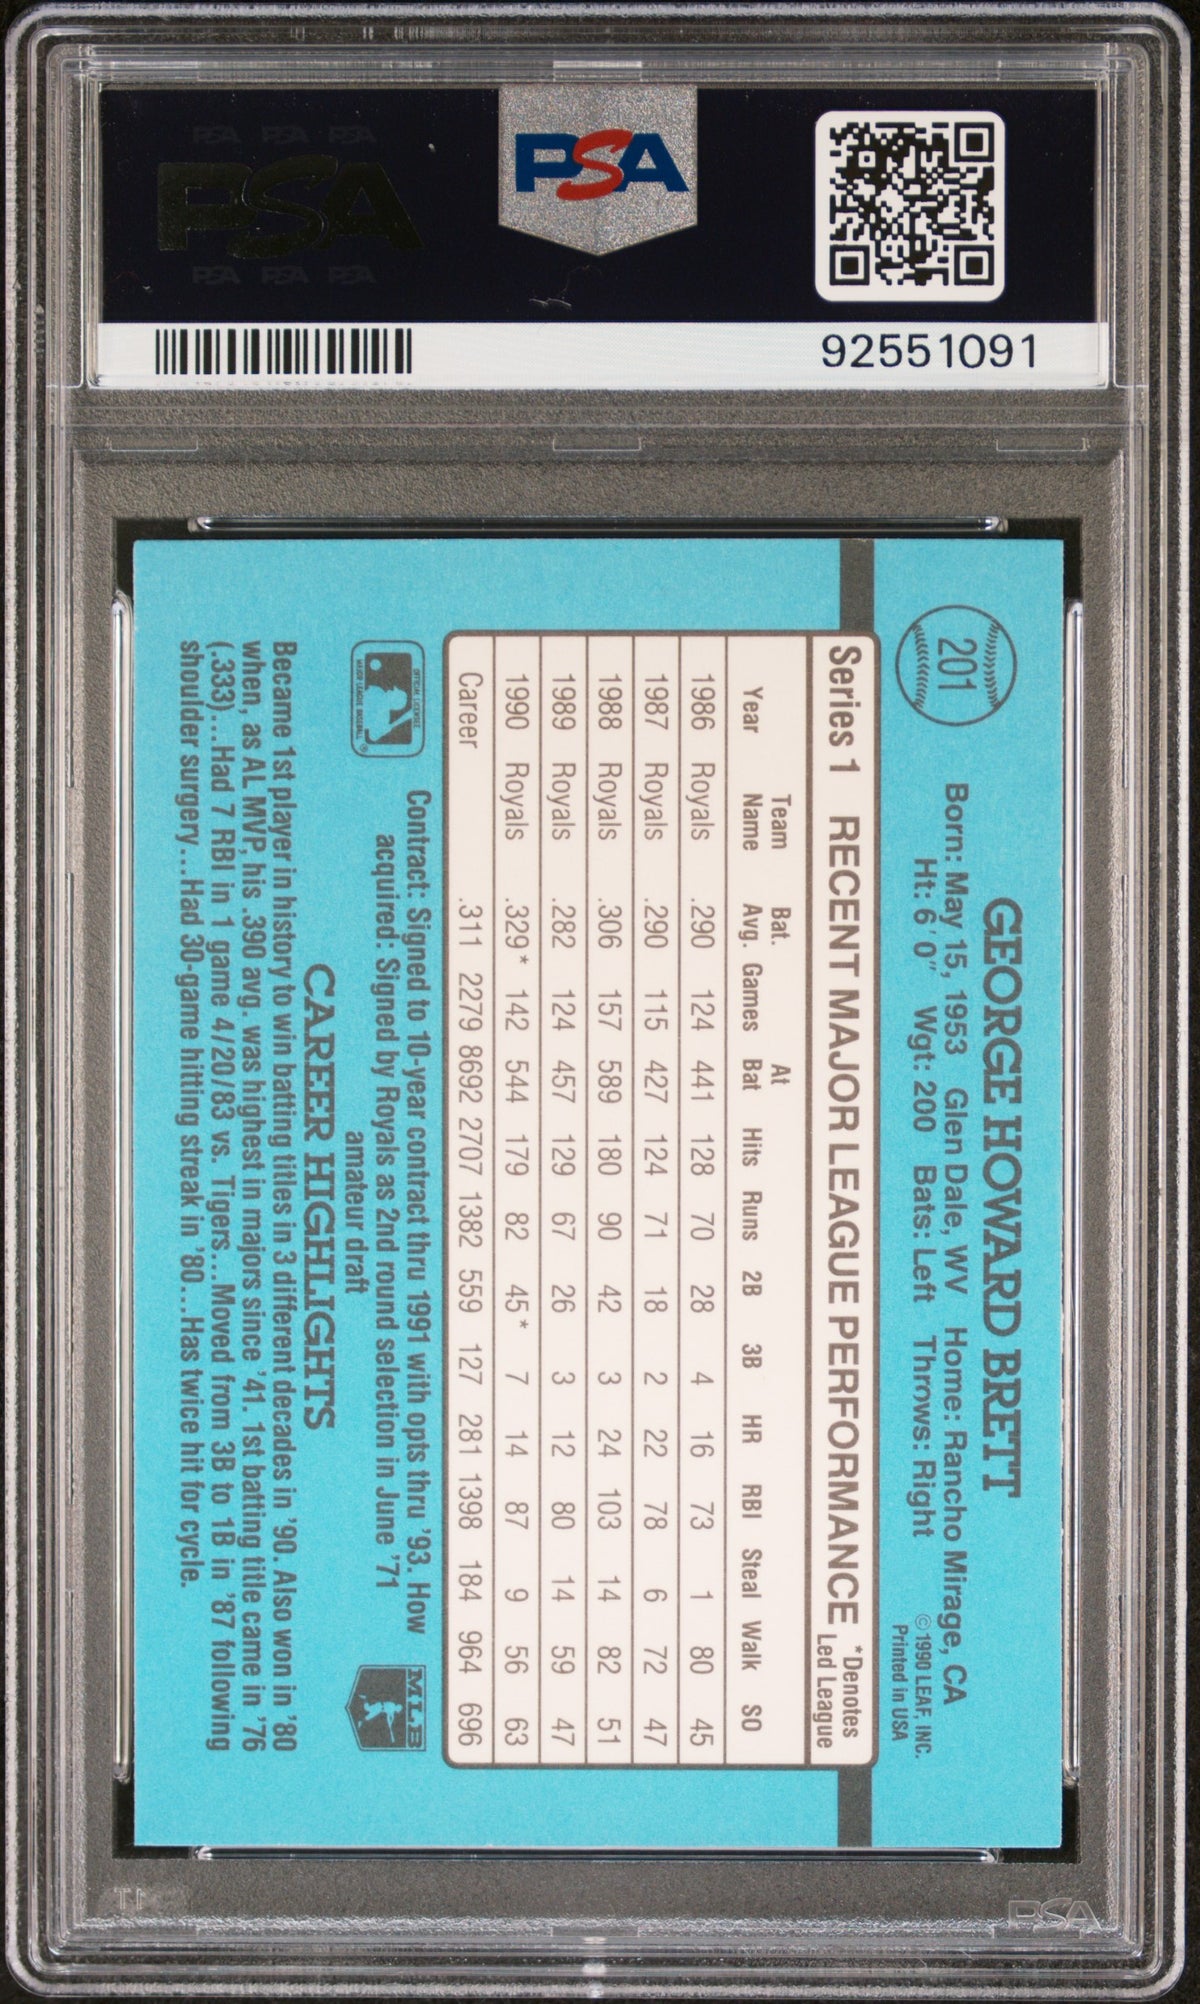 PSA PSA PSA
PSA
PSA PSA PSA
PSA
92551091
201
GEORGE HOWARD BRETT
Born: May 15, 1953 Glen Dale, WV Home: Rancho Mirage, CA
Ht: 6'0" Wgt: 200 Bats: Left Throws: Right
©1990 LEAF, INC.
Printed in USA
Series 1 RECENT MAJOR LEAGUE PERFORMANCE *Denotes Led League
Year Team Name Bat. Avg. Games At Bat Hits Runs 2B 3B HR RBI Steal Walk SO
1986 Royals .290 124 441 128 70 28 4 16 73 1 80 45
1987 Royals .290 115 427 124 71 18 2 22 78 6 72 47
1988 Royals .306 157 589 180 90 42 3 24 103 14 82 51
1989 Royals .282 124 457 129 67 26 3 12 80 14 59 47
1990 Royals .329* 142 544 179 82 45* 7 14 87 9 56 63
Career .311 2279 8692 2707 1382 559 127 281 1398 184 964 696
OFFICIAL LICENSEE
MAJOR LEAGUE BASEBALL
®
Contract: Signed to 10-year contract thru 1991 with opts thru '93. How
acquired: Signed by Royals as 2nd round selection in June '71
amateur draft
MLB
CAREER HIGHLIGHTS
Became 1st player in history to win batting titles in 3 different decades in '90. Also won in '80
when, as AL MVP, his .390 avg. was highest in majors since '41. 1st batting title came in '76
(.333)...Had 7 RBI in 1 game 4/20/83 vs. Tigers...Moved from 3B to 1B in '87 following
shoulder surgery...Had 30-game hitting streak in '80...Has twice hit for cycle.
PSA